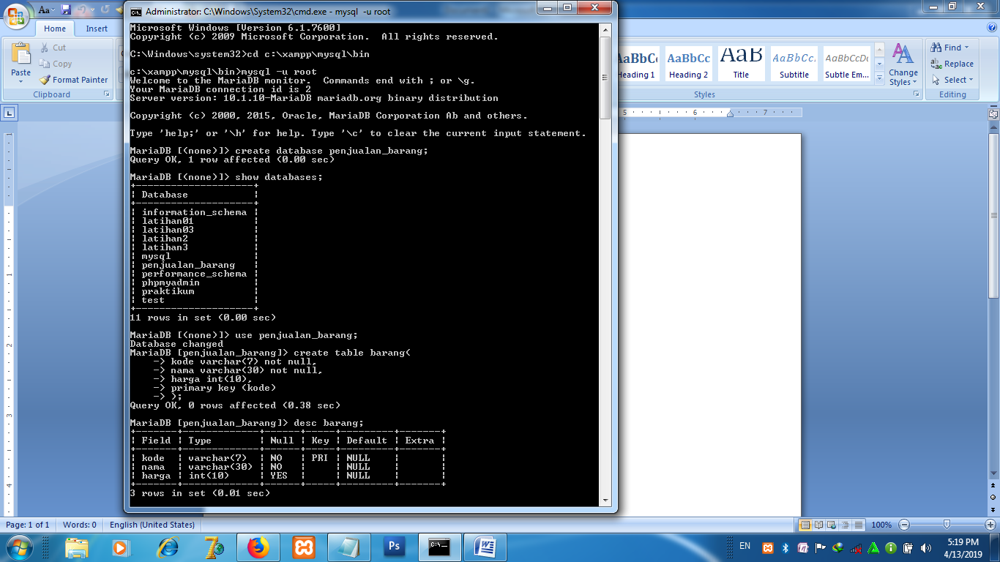 Administrator: C:\Windows\System32\cmd.exe - mysql  -u root
Microsoft Windows [Version 6.1.7600]
Copyright (c) 2009 Microsoft Corporation.  All rights reserved.
C:\Windows\system32>cd c:\xampp\mysql\bin
c:\xampp\mysql\bin>mysql -u root
Welcome to the MariaDB monitor.  Commands end with ; or \g.
Your MariaDB connection id is 2
Server version: 10.1.10-MariaDB mariadb.org binary distribution
Copyright (c) 2000, 2015, Oracle, MariaDB Corporation Ab and others.
Type 'help;' or '\h' for help. Type '\c' to clear the current input statement.
MariaDB [(none)]> create database penjualan_barang;
Query OK, 1 row affected (0.00 sec)
MariaDB [(none)]> show databases;
+--------------------+
| Database           |
+--------------------+
| information_schema |
| latihan01          |
| latihan03          |
| latihan2           |
| latihan3           |
| mysql              |
| penjualan_barang   |
| performance_schema |
| phpmyadmin         |
| praktikum          |
| test               |
+--------------------+
11 rows in set (0.00 sec)
MariaDB [(none)]> use penjualan_barang;
Database changed
MariaDB [penjualan_barang]> create table barang(
    -> kode varchar(7) not null,
    -> nama varchar(30) not null,
    -> harga int(10),
    -> primary key (kode)
    -> );
Query OK, 0 rows affected (0.38 sec)
MariaDB [penjualan_barang]> desc barang;
+-------+-------------+------+-----+---------+-------+
| Field | Type        | Null | Key | Default | Extra |
+-------+-------------+------+-----+---------+-------+
| kode  | varchar(7)  | NO   | PRI | NULL    |       |
| nama  | varchar(30) | NO   |     | NULL    |       |
| harga | int(10)     | YES  |     | NULL    |       |
+-------+-------------+------+-----+---------+-------+
3 rows in set (0.01 sec)
Aa
Home Insert
Paste
Cut
Copy
Format Painter
Clipboard
AaBbC AaBbCc AaB AaBbCc. AaBbCcDc
Heading 1 Heading 2 Title Subtitle Subtle Em...
Change
Styles
Styles
Find
Replace
Select
Editing
5 6 7
1
2
3
4
Page: 1 of 1 Words: 0 English (United States) 100%
Ps
EN
5:19 PM
4/13/2019